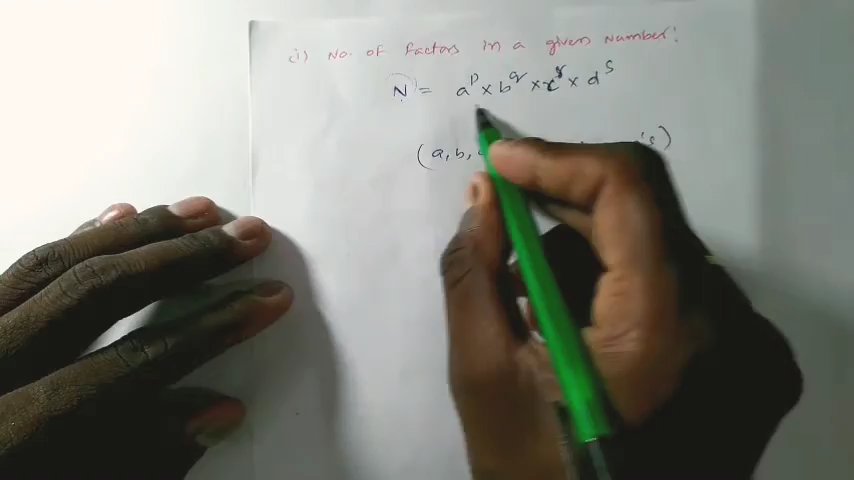 (i) No. of factors in a given Number:
N = a^p × b^q × c^r × d^s
(a, b, 's)